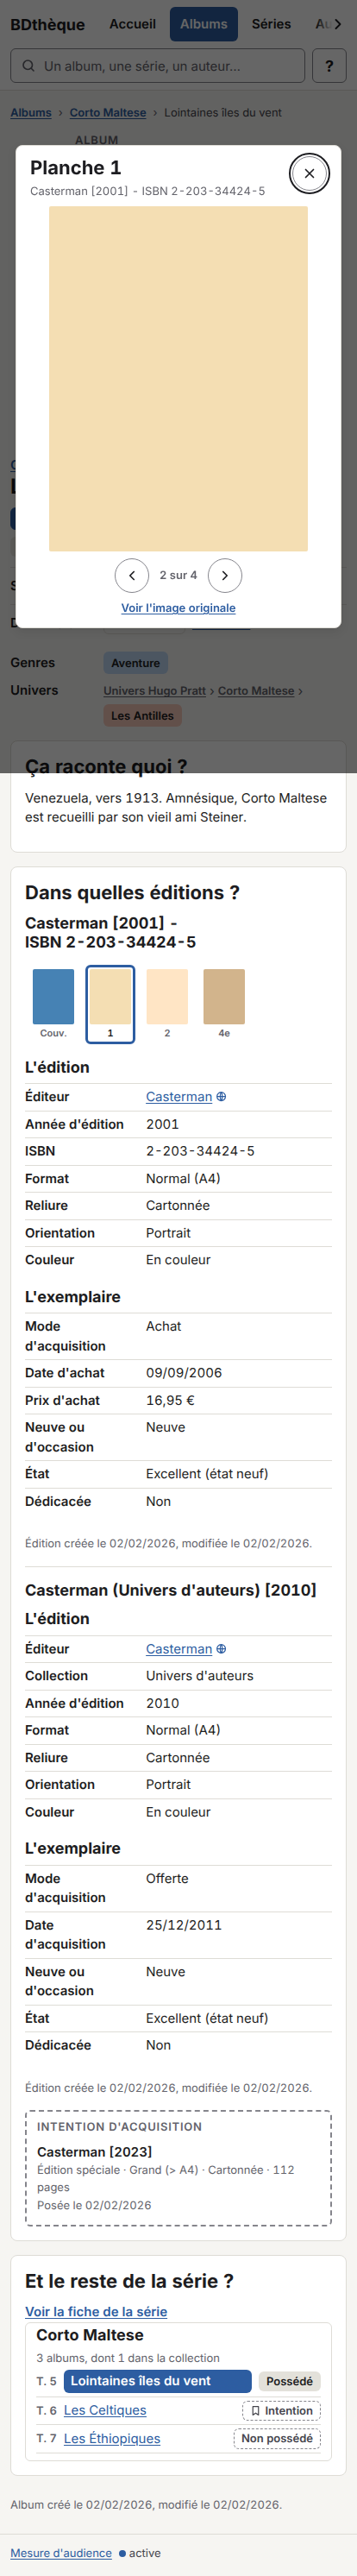 BDthèque Accueil Albums Séries Au
Un album, une série, un auteur... ?
Albums › Corto Maltese › Lointaines îles du vent
ALBUM
Planche 1
Casterman [2001] - ISBN 2-203-34424-5
2 sur 4
Voir l'image originale
Genres Aventure
Univers Univers Hugo Pratt › Corto Maltese ›
Les Antilles
Ça raconte quoi ?
Venezuela, vers 1913. Amnésique, Corto Maltese
est recueilli par son vieil ami Steiner.
Dans quelles éditions ?
Casterman [2001] -
ISBN 2-203-34424-5
Couv. 1 2 4e
L'édition
Éditeur Casterman
Année d'édition 2001
ISBN 2-203-34424-5
Format Normal (A4)
Reliure Cartonnée
Orientation Portrait
Couleur En couleur
L'exemplaire
Mode Achat
d'acquisition
Date d'achat 09/09/2006
Prix d'achat 16,95 €
Neuve ou Neuve
d'occasion
État Excellent (état neuf)
Dédicacée Non
Édition créée le 02/02/2026, modifiée le 02/02/2026.
Casterman (Univers d'auteurs) [2010]
L'édition
Éditeur Casterman
Collection Univers d'auteurs
Année d'édition 2010
Format Normal (A4)
Reliure Cartonnée
Orientation Portrait
Couleur En couleur
L'exemplaire
Mode Offerte
d'acquisition
Date 25/12/2011
d'acquisition
Neuve ou Neuve
d'occasion
État Excellent (état neuf)
Dédicacée Non
Édition créée le 02/02/2026, modifiée le 02/02/2026.
INTENTION D'ACQUISITION
Casterman [2023]
Édition spéciale · Grand (> A4) · Cartonnée · 112
pages
Posée le 02/02/2026
Et le reste de la série ?
Voir la fiche de la série
Corto Maltese
3 albums, dont 1 dans la collection
T. 5 Lointaines îles du vent Possédé
T. 6 Les Celtiques Intention
T. 7 Les Éthiopiques Non possédé
Album créé le 02/02/2026, modifié le 02/02/2026.
Mesure d'audience active